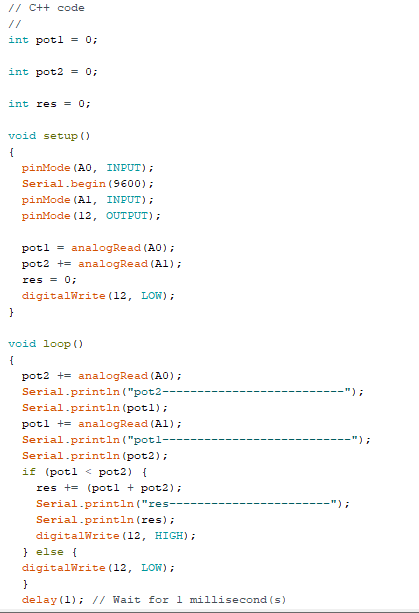 // C++ code
//
int pot1 = 0;
int pot2 = 0;
int res = 0;
void setup()
{
pinMode(A0, INPUT);
Serial.begin(9600);
pinMode(A1, INPUT);
pinMode(12, OUTPUT);
pot1 = analogRead(A0);
pot2 += analogRead(A1);
res = 0;
digitalWrite(12, LOW);
}
void loop()
{
pot2 += analogRead(A0);
Serial.println("pot2--------------------------");
Serial.println(pot1);
pot1 += analogRead(A1);
Serial.println("pot1---------------------------");
Serial.println(pot2);
if (pot1 < pot2) {
res += (pot1 + pot2);
Serial.println("res-----------------------");
Serial.println(res);
digitalWrite(12, HIGH);
} else {
digitalWrite(12, LOW);
}
delay(1); // Wait for 1 millisecond(s)